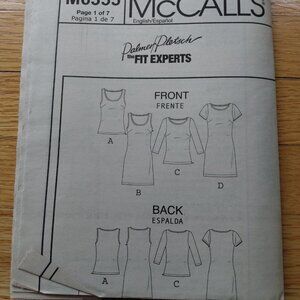 McCALLS
Page 1 of 7
Pagina 1 de 7
English/Español
Palmer/Pletsch
the FIT EXPERTS
FRONT
FRENTE
A
B
C
D
BACK
ESPALDA
A
C